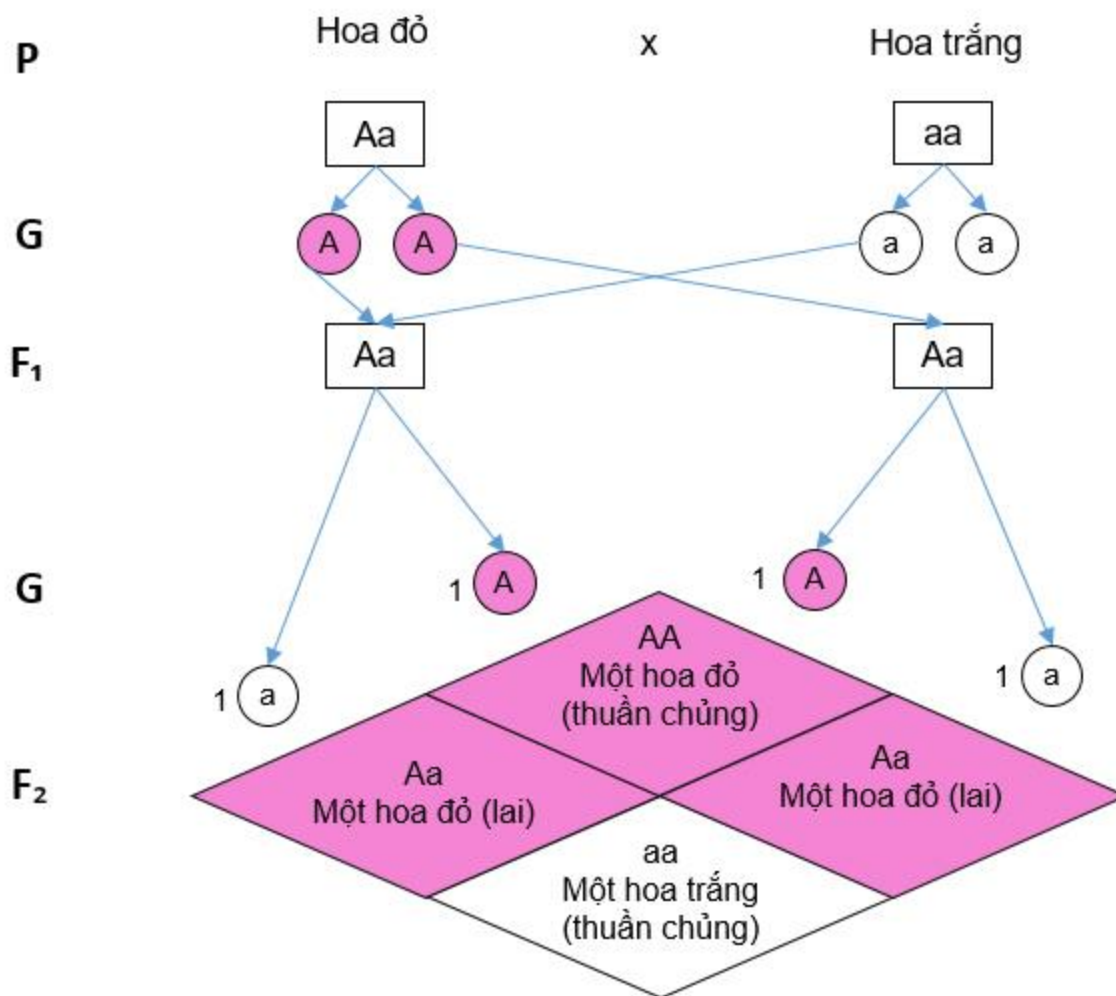 P Hoa đỏ x Hoa trắng
Aa aa
G A A a a
F₁ Aa Aa
G 1 A 1 A
1 a 1 a
AA
Một hoa đỏ
(thuần chủng)
F₂
Aa
Một hoa đỏ (lai)
Aa
Một hoa đỏ (lai)
aa
Một hoa trắng
(thuần chủng)